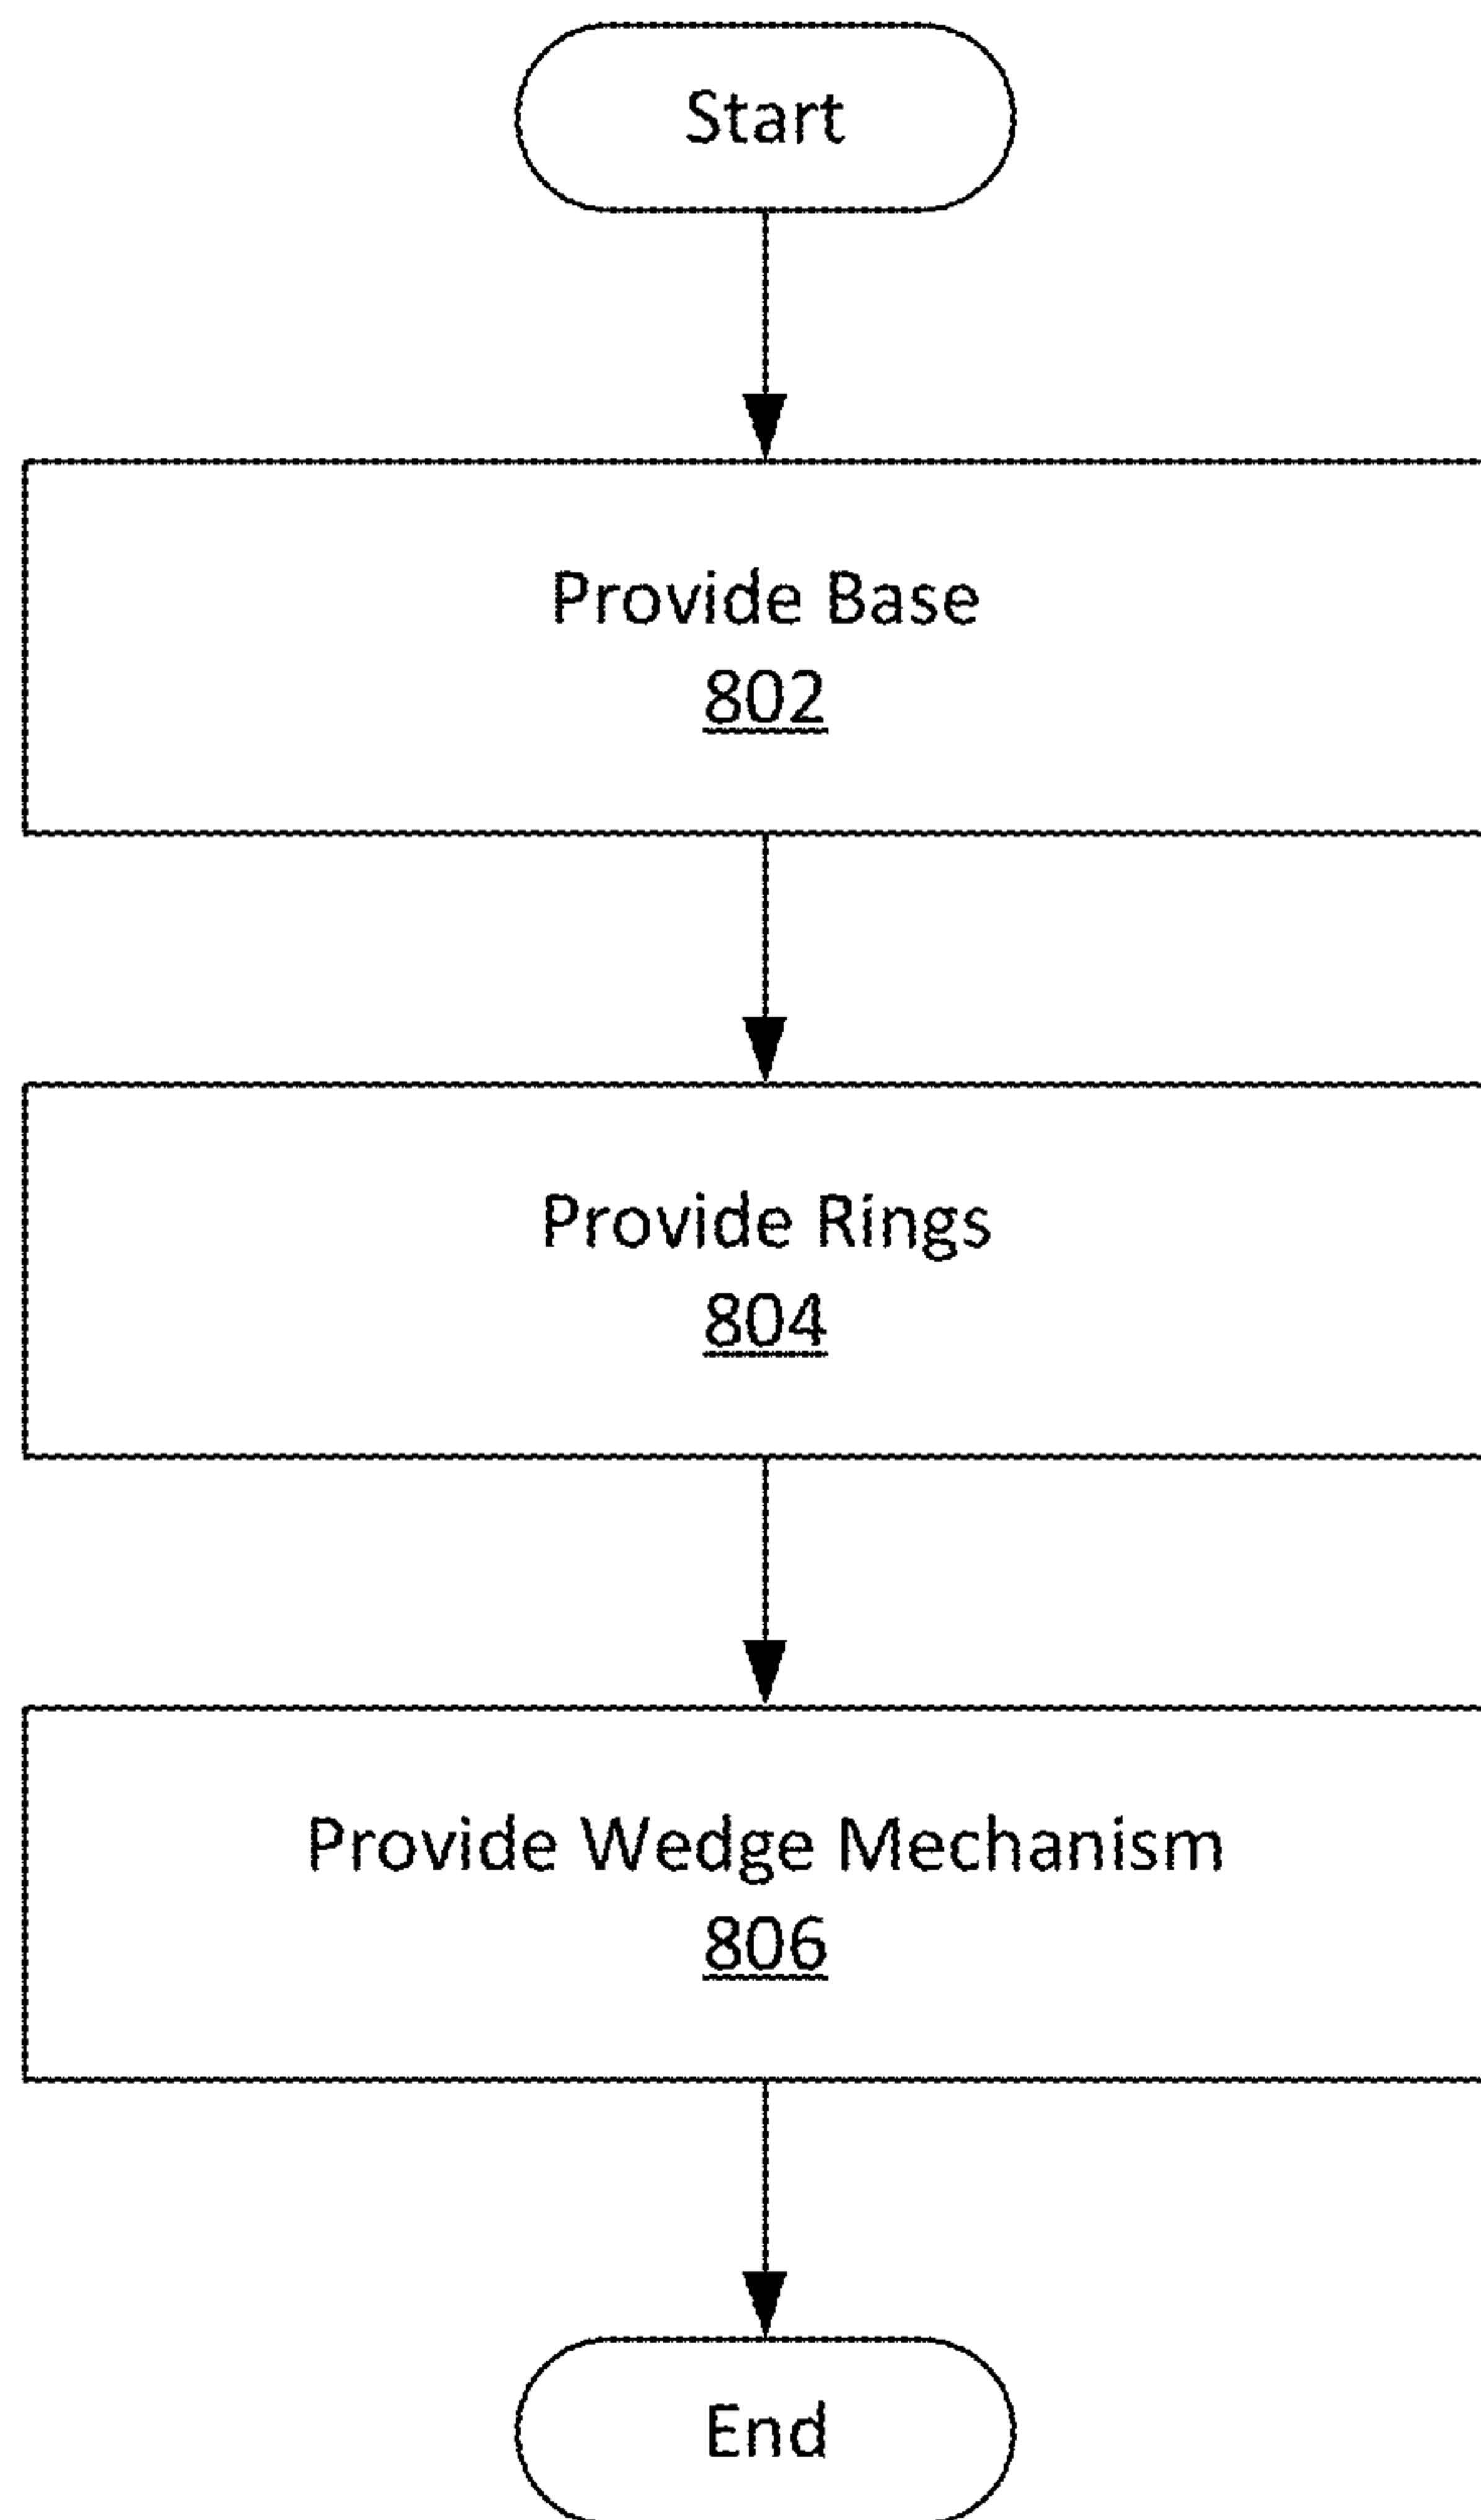 Start
Provide Base
802
Provide Rings
804
Provide Wedge Mechanism
806
End